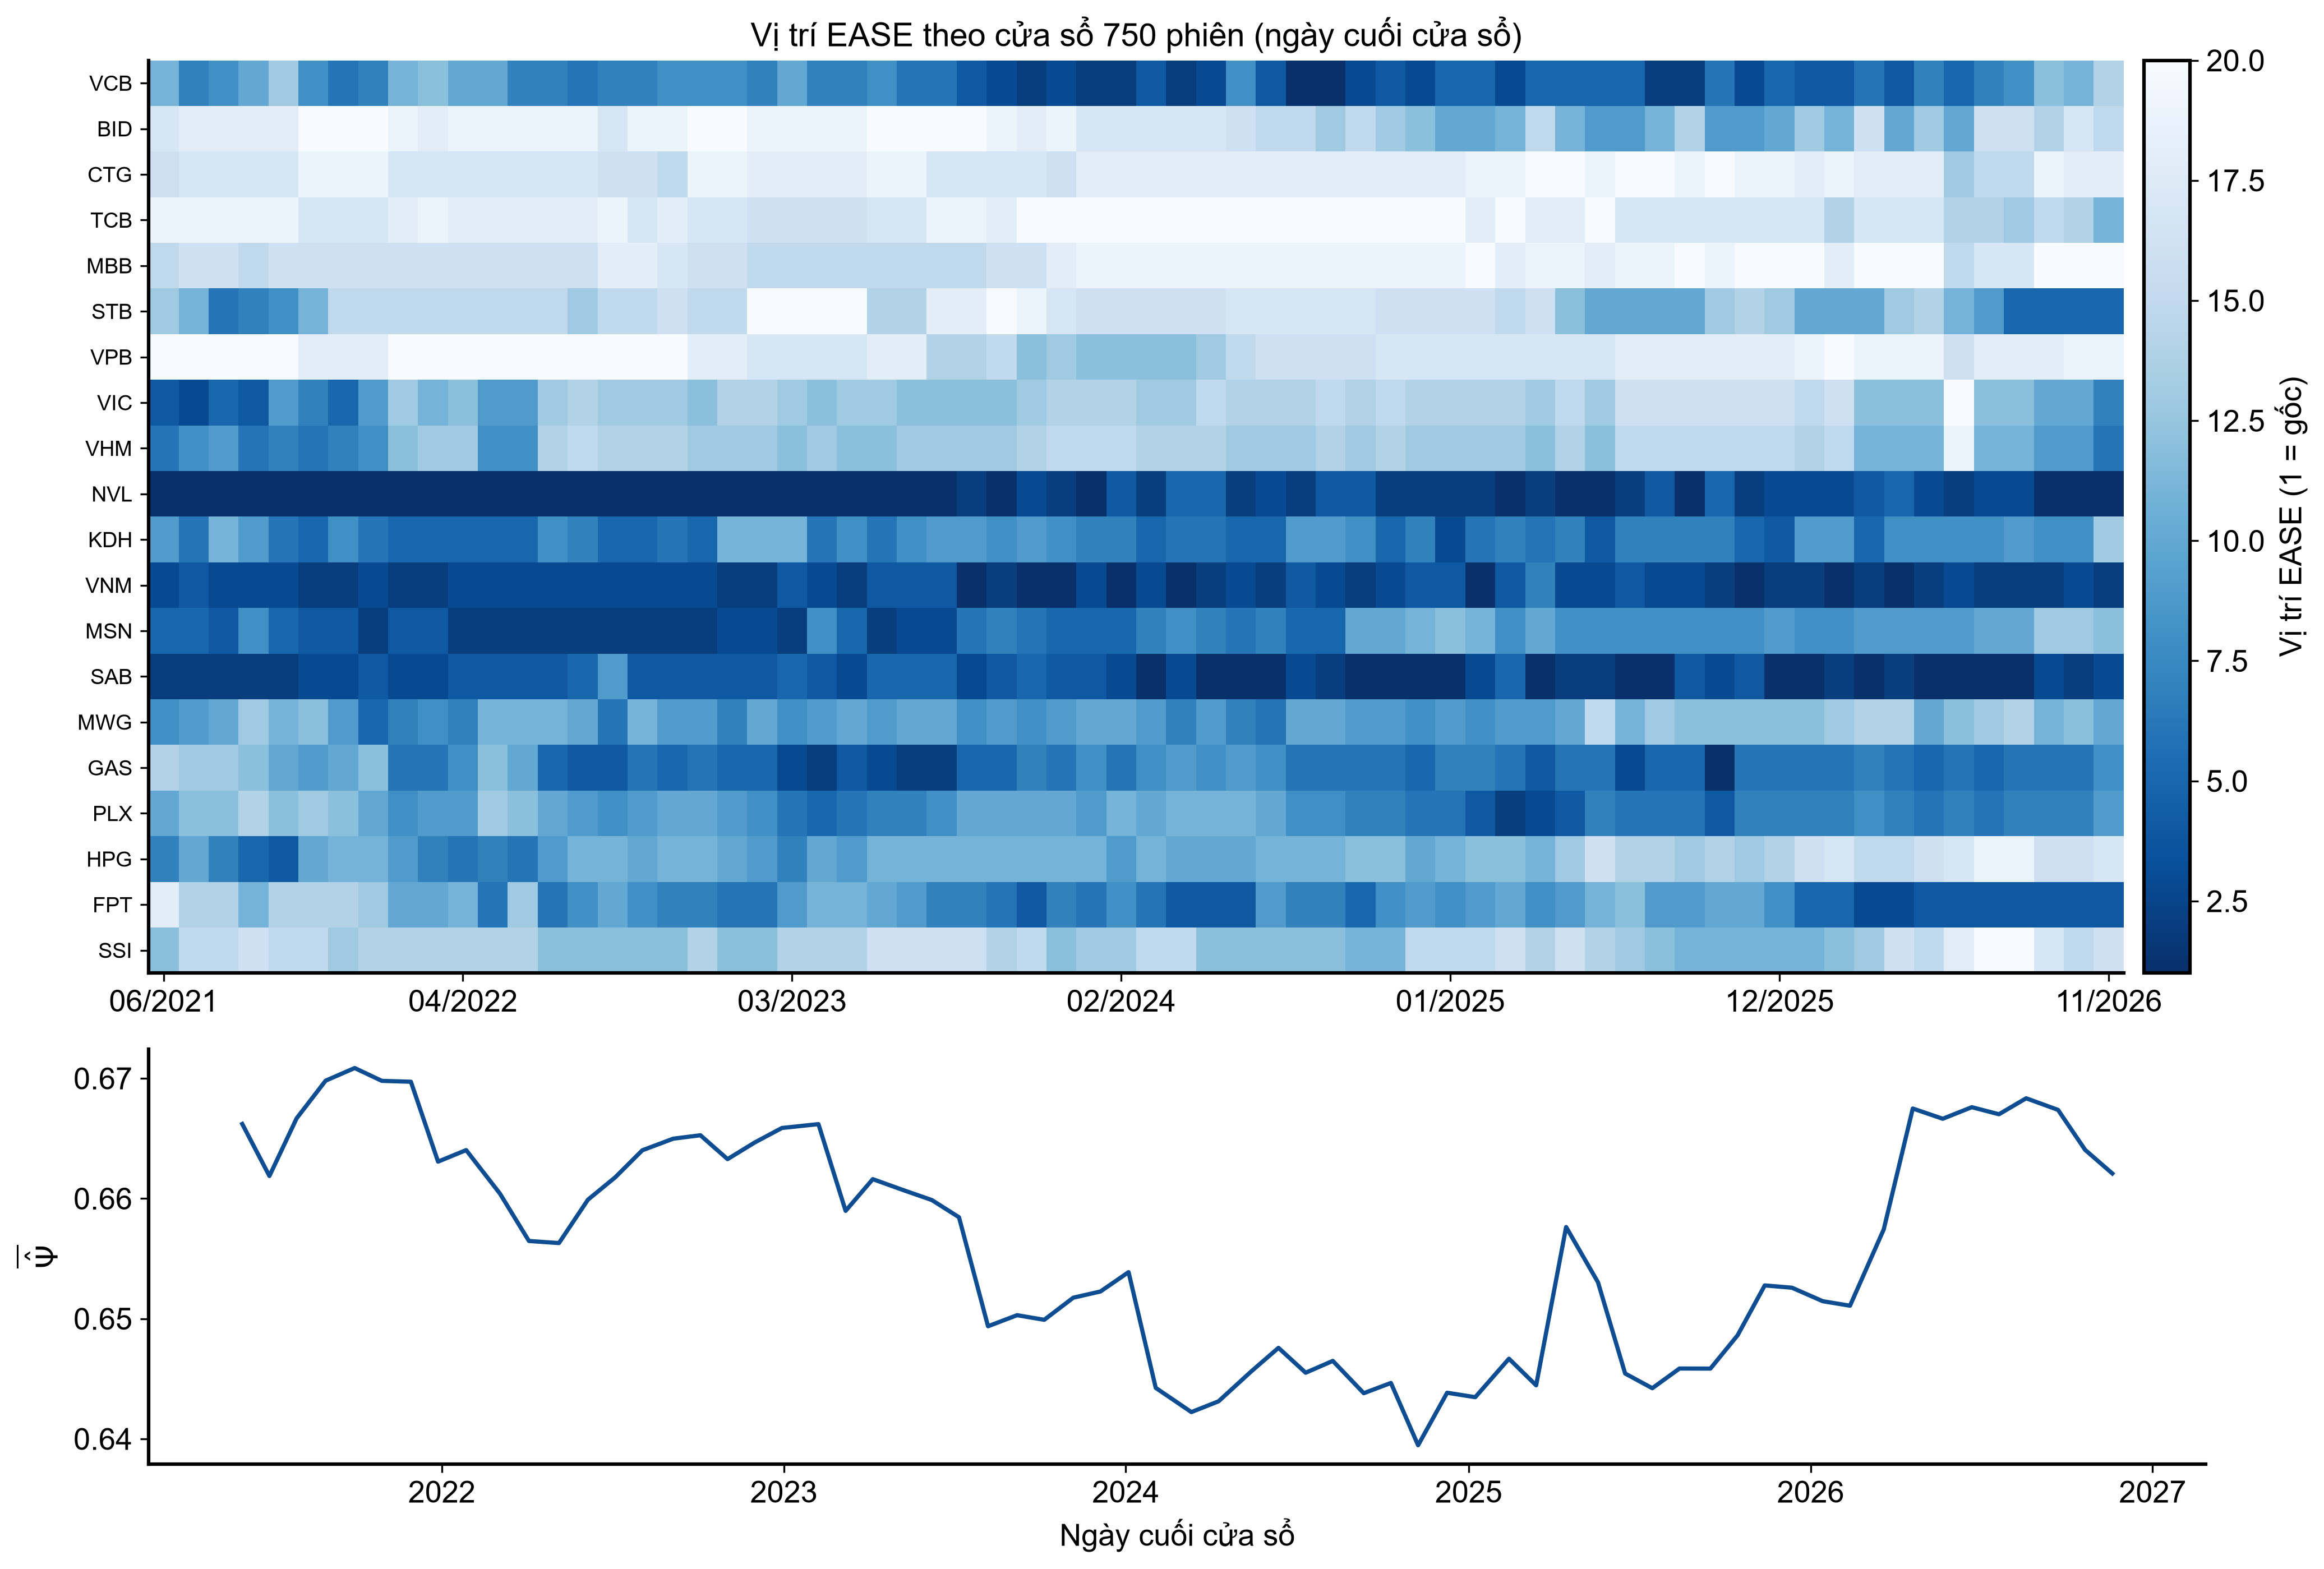 Vị trí EASE theo cửa sổ 750 phiên (ngày cuối cửa sổ)
VCB
BID
CTG
TCB
MBB
STB
VPB
VIC
VHM
NVL
KDH
VNM
MSN
SAB
MWG
GAS
PLX
HPG
FPT
SSI
06/2021 04/2022 03/2023 02/2024 01/2025 12/2025 11/2026
20.0
17.5
15.0
12.5
10.0
7.5
5.0
2.5
Vị trí EASE (1 = gốc)
0.67
0.66
0.65
0.64
ψ̂̅
2022 2023 2024 2025 2026 2027
Ngày cuối cửa sổ